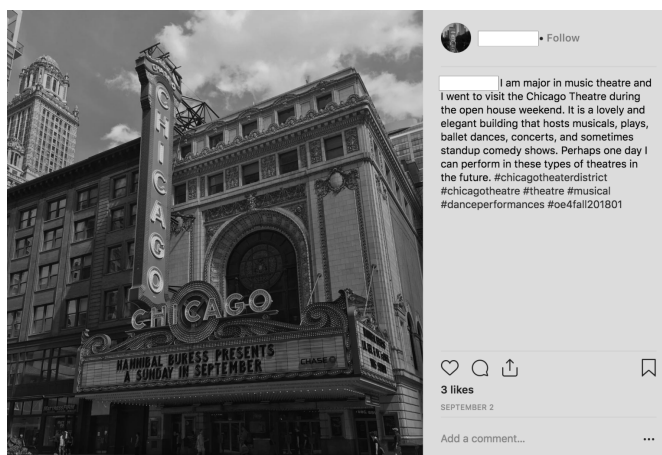 CHICAGO
CHICAGO
HANNIBAL BURESS PRESENTS
A SUNDAY IN SEPTEMBER
CHASE
• Follow
I am major in music theatre and
I went to visit the Chicago Theatre during
the open house weekend. It is a lovely and
elegant building that hosts musicals, plays,
ballet dances, concerts, and sometimes
standup comedy shows. Perhaps one day I
can perform in these types of theatres in
the future. #chicagotheaterdistrict
#chicagotheatre #theatre #musical
#danceperformances #oe4fall201801
3 likes
SEPTEMBER 2
Add a comment...